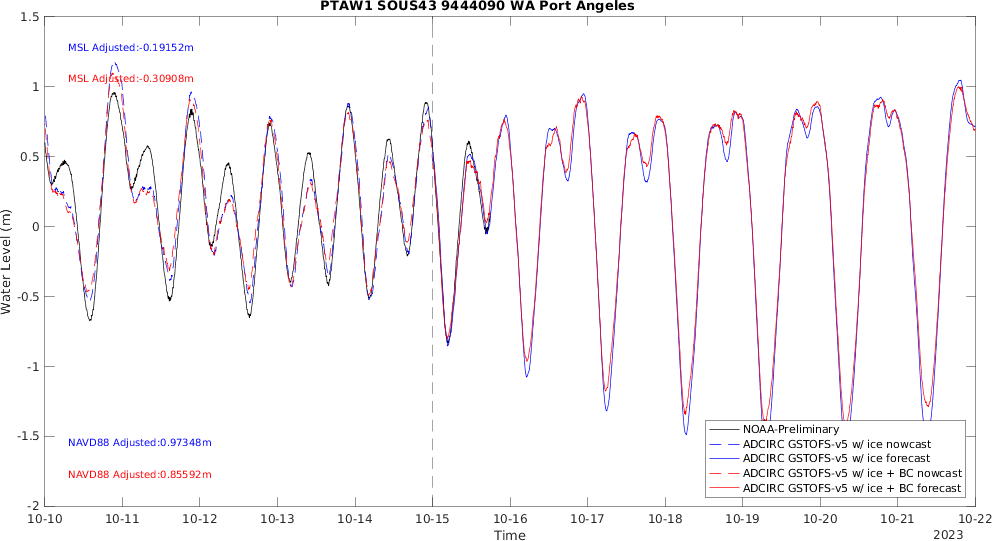 PTAW1 SOUS43 9444090 WA Port Angeles
1.5
MSL Adjusted:-0.19152m
MSL Adjusted:-0.30908m
1
0.5
0
-0.5
-1
-1.5
-2
Water Level (m)
NAVD88 Adjusted:0.97348m
NAVD88 Adjusted:0.85592m
NOAA-Preliminary
ADCIRC GSTOFS-v5 w/ ice nowcast
ADCIRC GSTOFS-v5 w/ ice forecast
ADCIRC GSTOFS-v5 w/ ice + BC nowcast
ADCIRC GSTOFS-v5 w/ ice + BC forecast
10-10 10-11 10-12 10-13 10-14 10-15 10-16 10-17 10-18 10-19 10-20 10-21 10-22
Time
2023